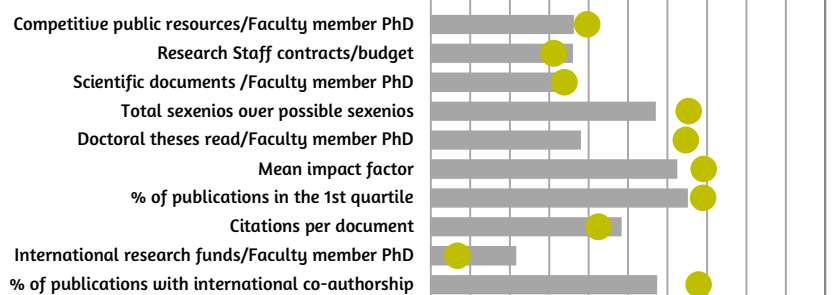 Competitive public resources/Faculty member PhD
Research Staff contracts/budget
Scientific documents /Faculty member PhD
Total sexenios over possible sexenios
Doctoral theses read/Faculty member PhD
Mean impact factor
% of publications in the 1st quartile
Citations per document
International research funds/Faculty member PhD
% of publications with international co-authorship